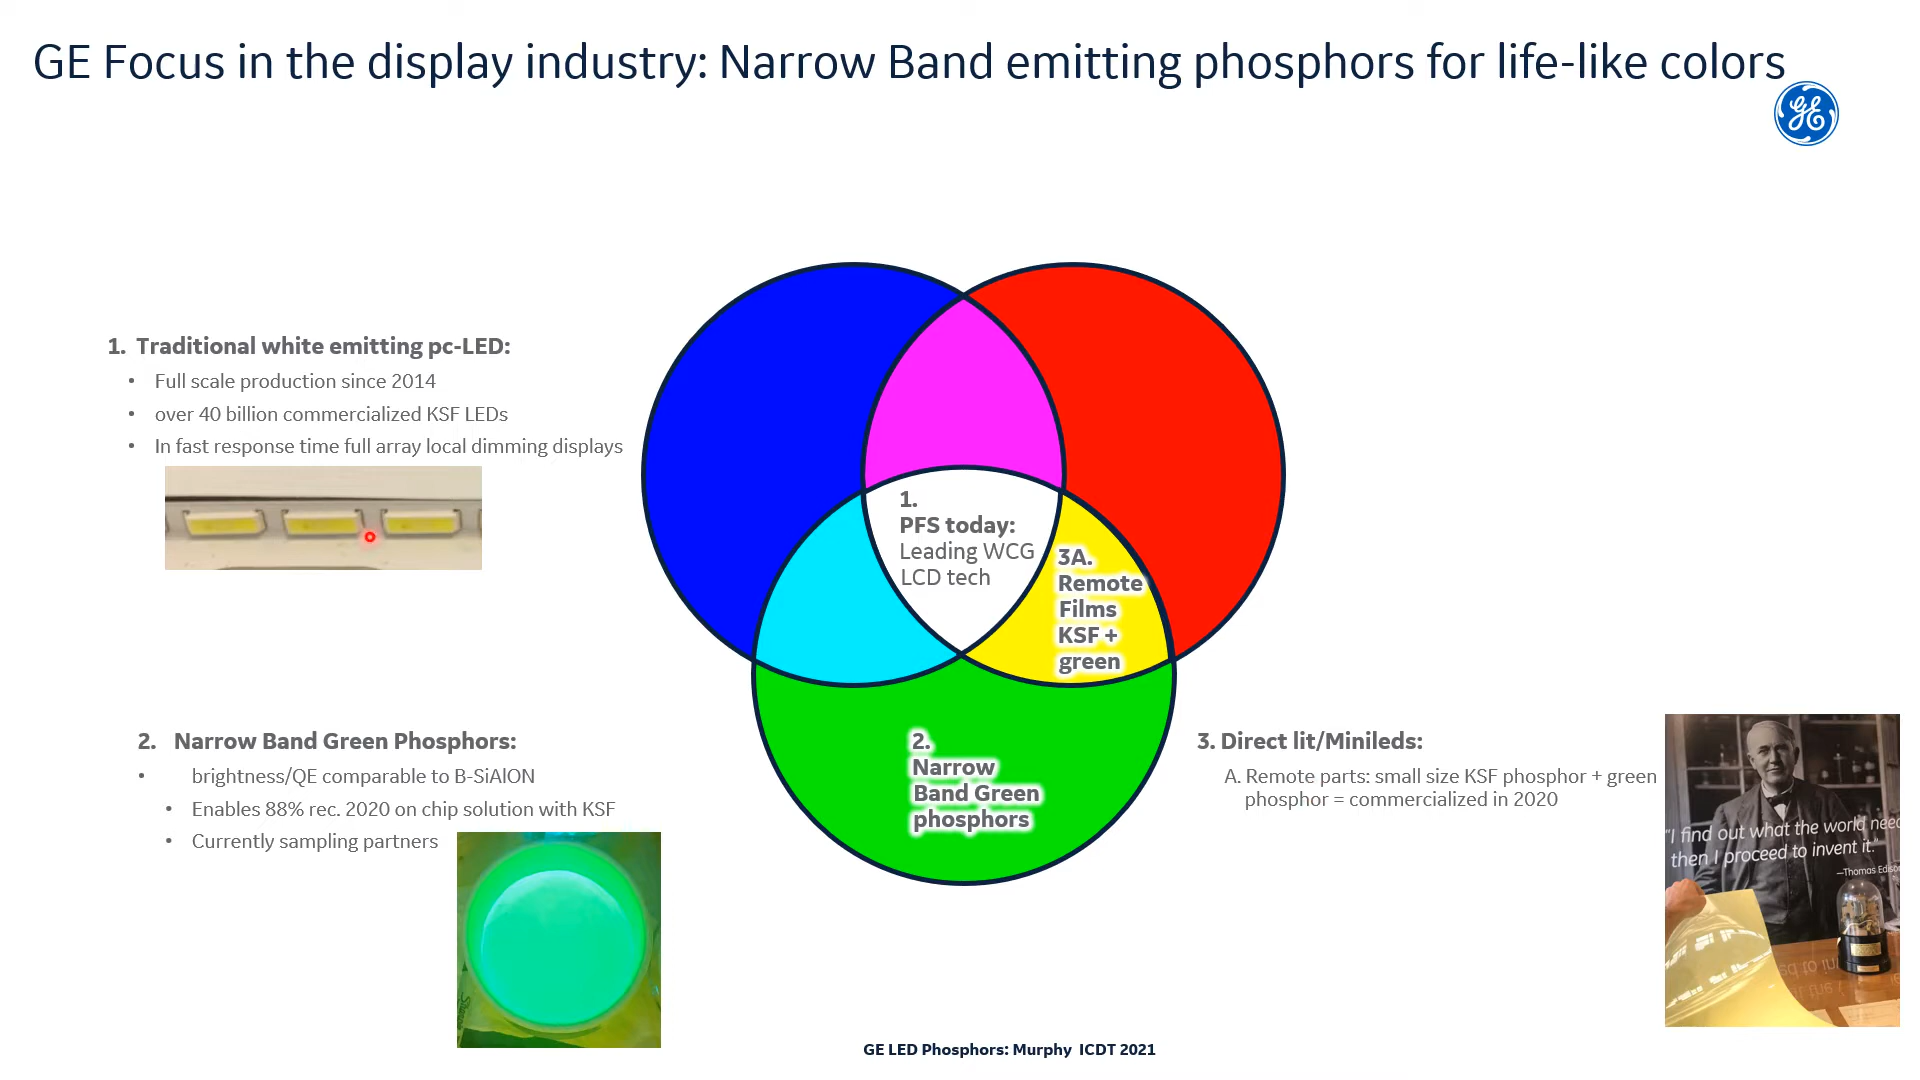 GE Focus in the display industry: Narrow Band emitting phosphors for life-like colors
GE
1. Traditional white emitting pc-LED:
• Full scale production since 2014
• over 40 billion commercialized KSF LEDs
• In fast response time full array local dimming displays
1.
PFS today:
Leading WCG
LCD tech
3A.
Remote
Films
KSF +
green
2. Narrow Band Green Phosphors:
• brightness/QE comparable to B-SiAlON
• Enables 88% rec. 2020 on chip solution with KSF
• Currently sampling partners
2.
Narrow
Band Green
phosphors
3. Direct lit/Minileds:
A. Remote parts: small size KSF phosphor + green
phosphor = commercialized in 2020
"I find out what the world need
then I proceed to invent it."
—Thomas Edison
GE LED Phosphors: Murphy ICDT 2021